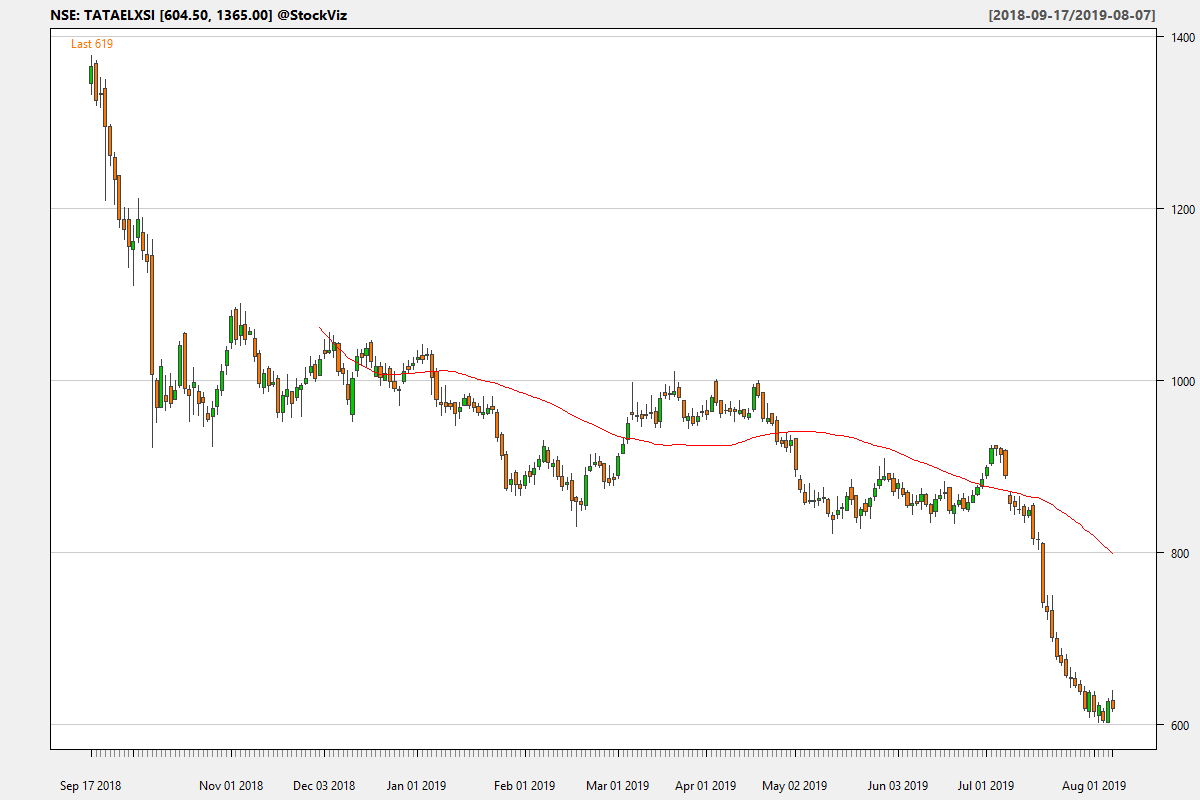 NSE: TATAELXSI [604.50, 1365.00] @StockViz [2018-09-17/2019-08-07]
Last 619
1400
1200
1000
800
600
Sep 17 2018 Nov 01 2018 Dec 03 2018 Jan 01 2019 Feb 01 2019 Mar 01 2019 Apr 01 2019 May 02 2019 Jun 03 2019 Jul 01 2019 Aug 01 2019